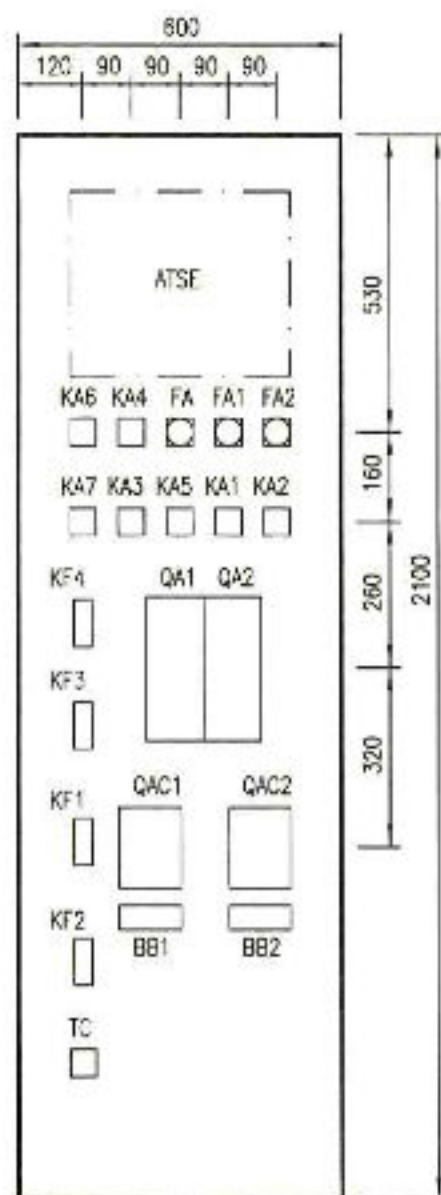 600
120 90 90 90 90
ATSE
530
KA6 KA4 FA FA1 FA2
160
KA7 KA3 KA5 KA1 KA2
KF4 QA1 QA2
260
2100
KF3
320
KF1 QAC1 QAC2
KF2 BB1 BB2
TC